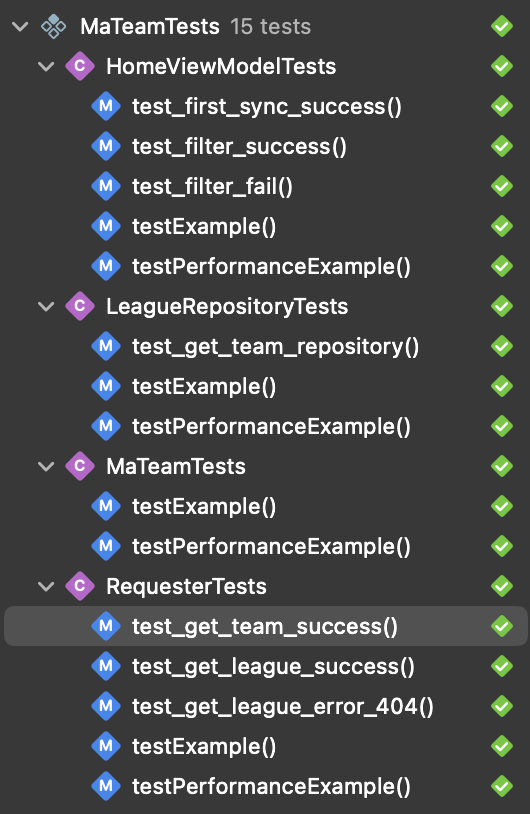 MaTeamTests 15 tests
C HomeViewModelTests
M test_first_sync_success()
M test_filter_success()
M test_filter_fail()
M testExample()
M testPerformanceExample()
C LeagueRepositoryTests
M test_get_team_repository()
M testExample()
M testPerformanceExample()
C MaTeamTests
M testExample()
M testPerformanceExample()
C RequesterTests
M test_get_team_success()
M test_get_league_success()
M test_get_league_error_404()
M testExample()
M testPerformanceExample()